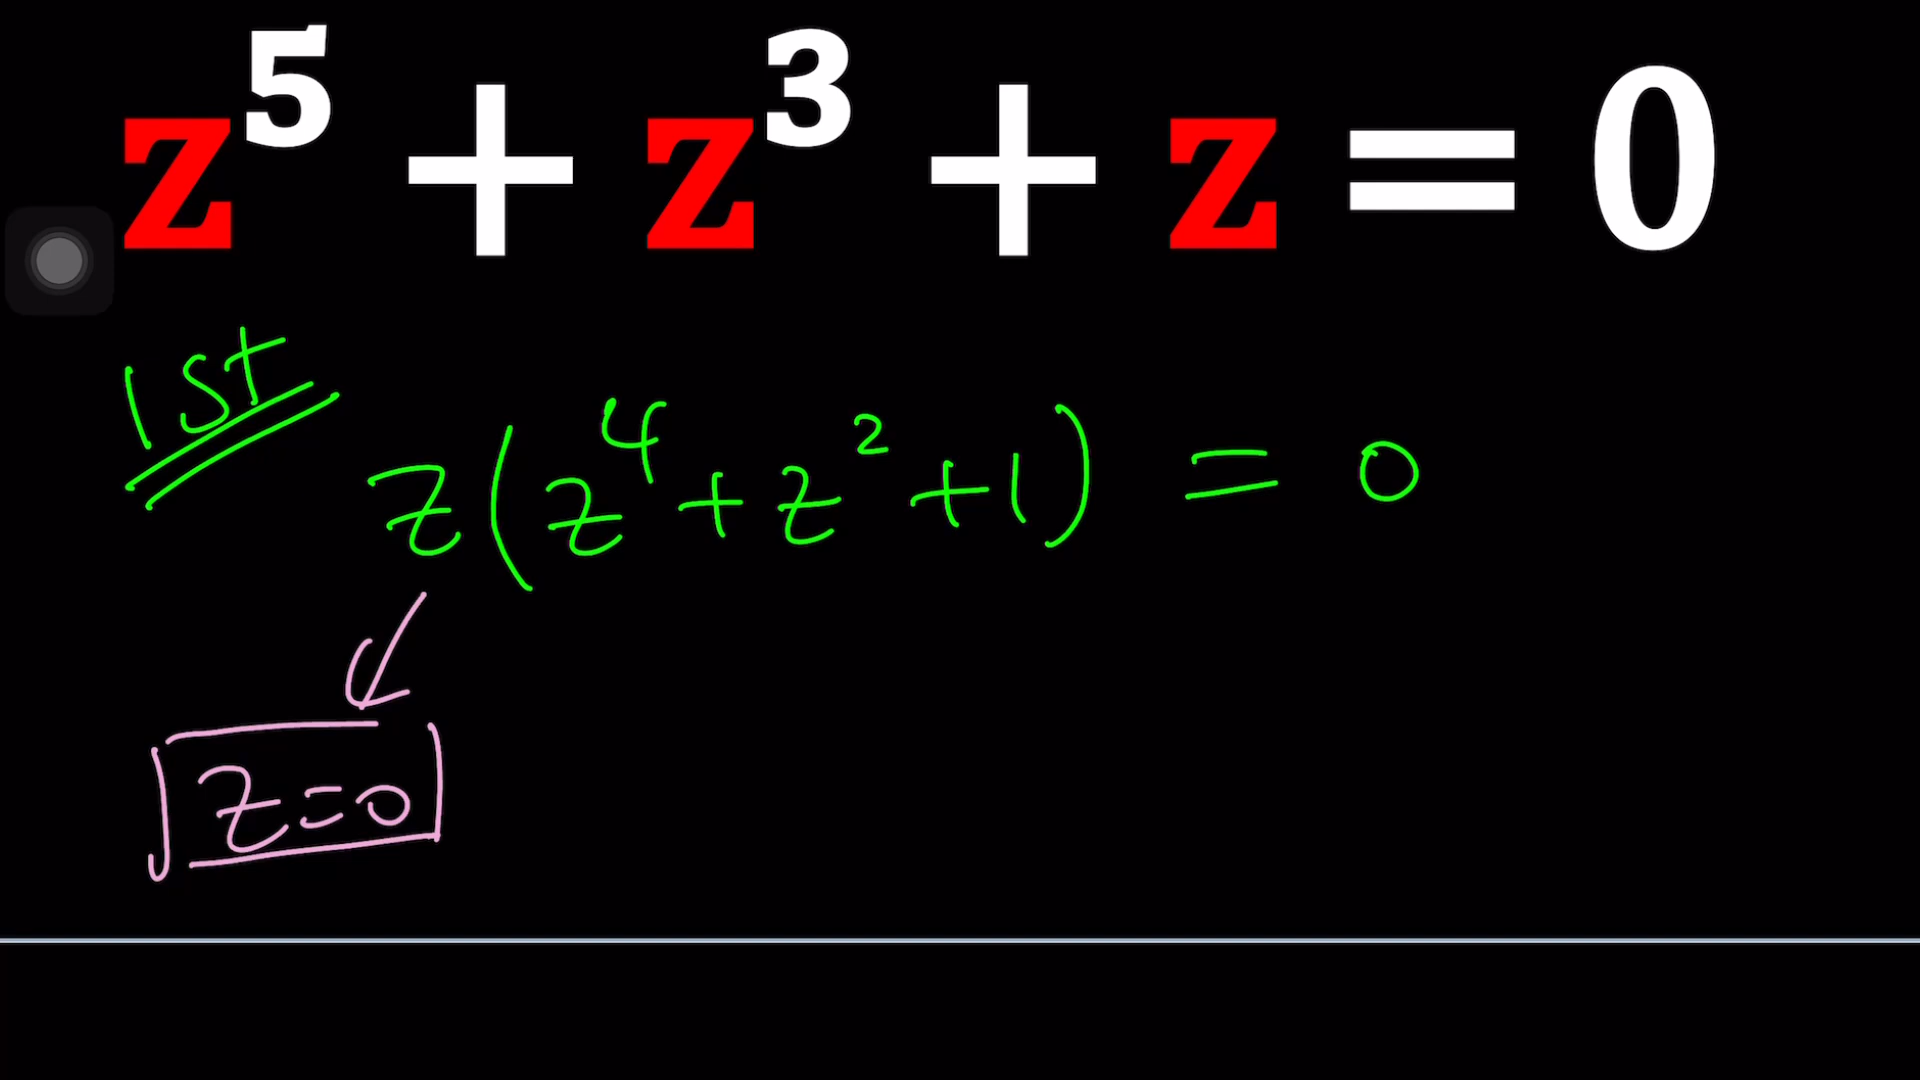 z⁵ + z³ + z = 0
1st
z(z⁴ + z² + 1) = 0
z = 0